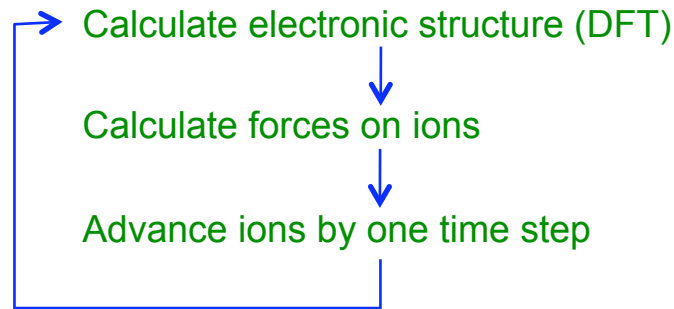 Calculate electronic structure (DFT)
Calculate forces on ions
Advance ions by one time step